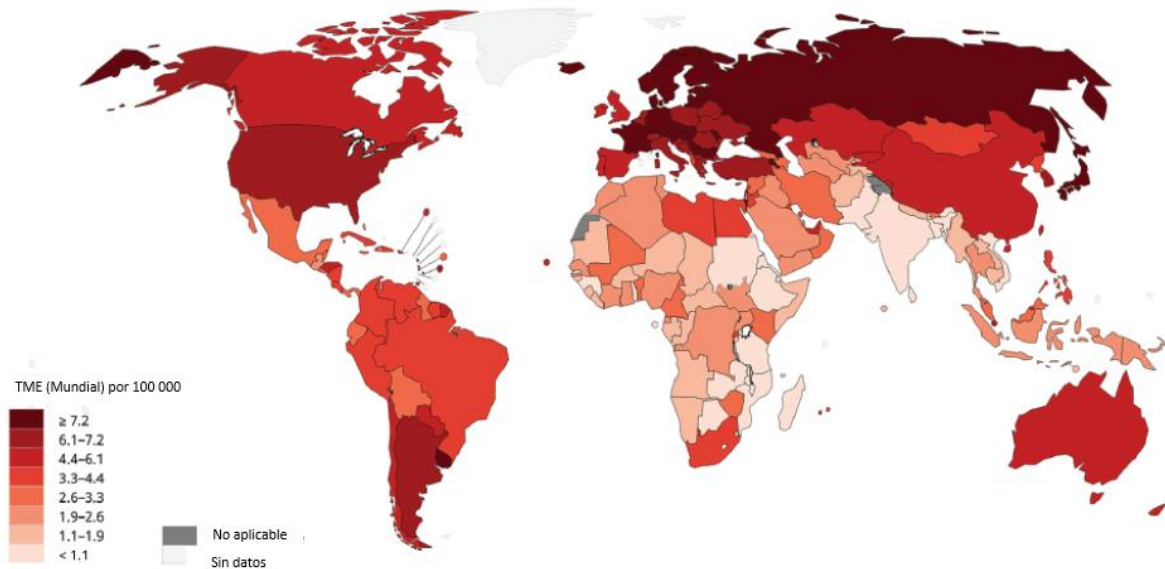 TME (Mundial) por 100 000
≥ 7.2
6.1–7.2
4.4–6.1
3.3–4.4
2.6–3.3
1.9–2.6
1.1–1.9
< 1.1
No aplicable
Sin datos